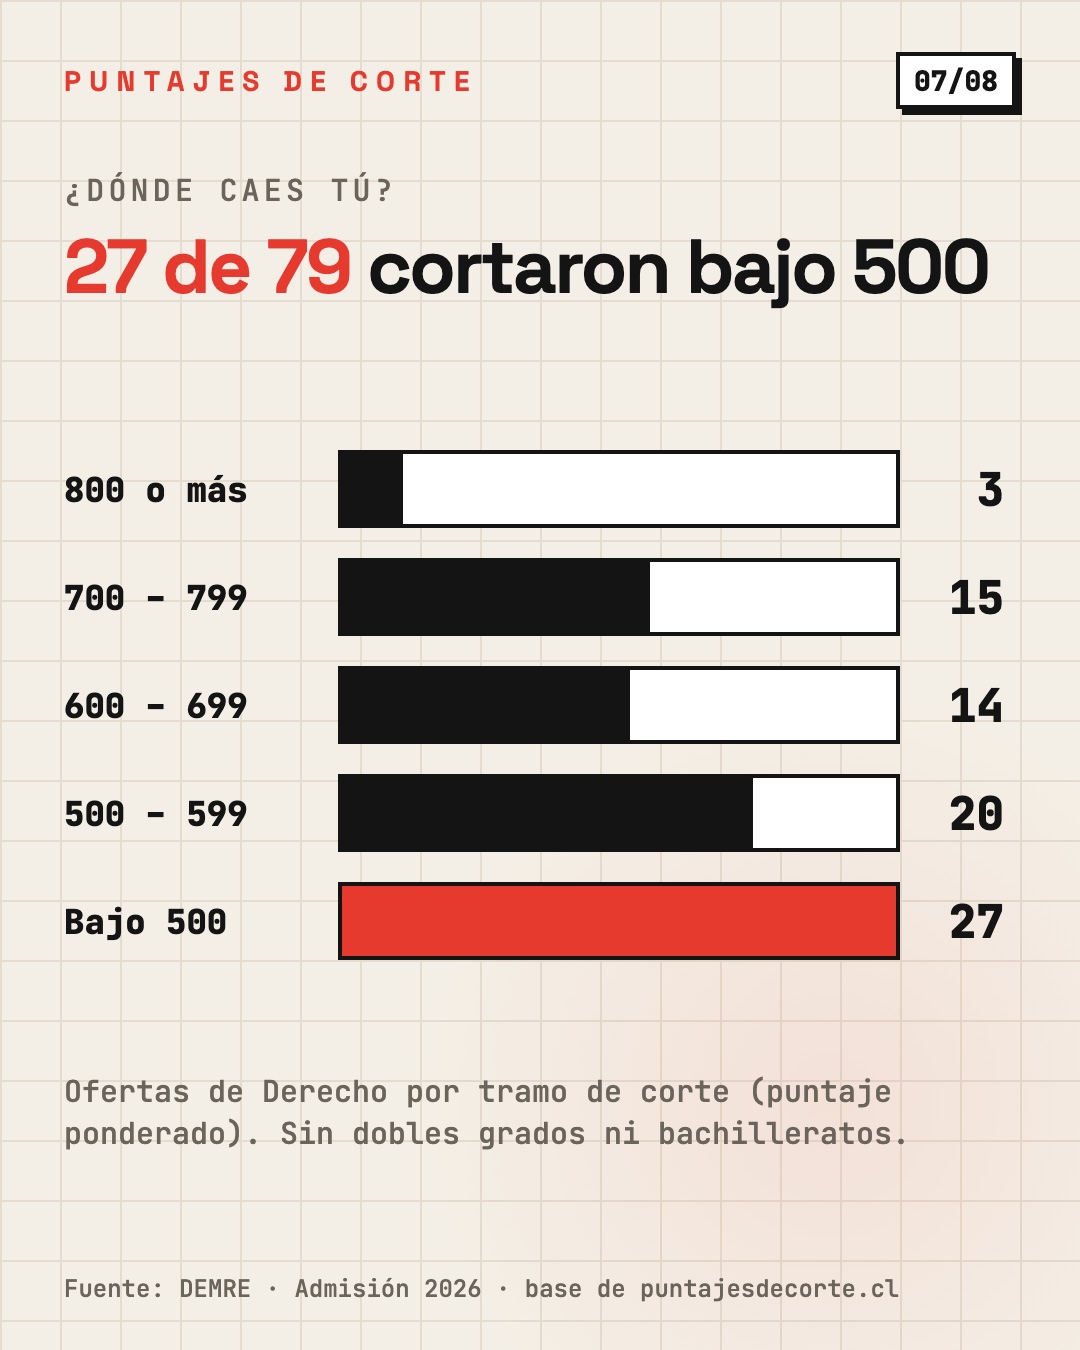 PUNTAJES DE CORTE
07/08
¿DÓNDE CAES TÚ?
27 de 79 cortaron bajo 500
800 o más 3
700 – 799 15
600 – 699 14
500 – 599 20
Bajo 500 27
Ofertas de Derecho por tramo de corte (puntaje
ponderado). Sin dobles grados ni bachilleratos.
Fuente: DEMRE · Admisión 2026 · base de puntajesdecorte.cl